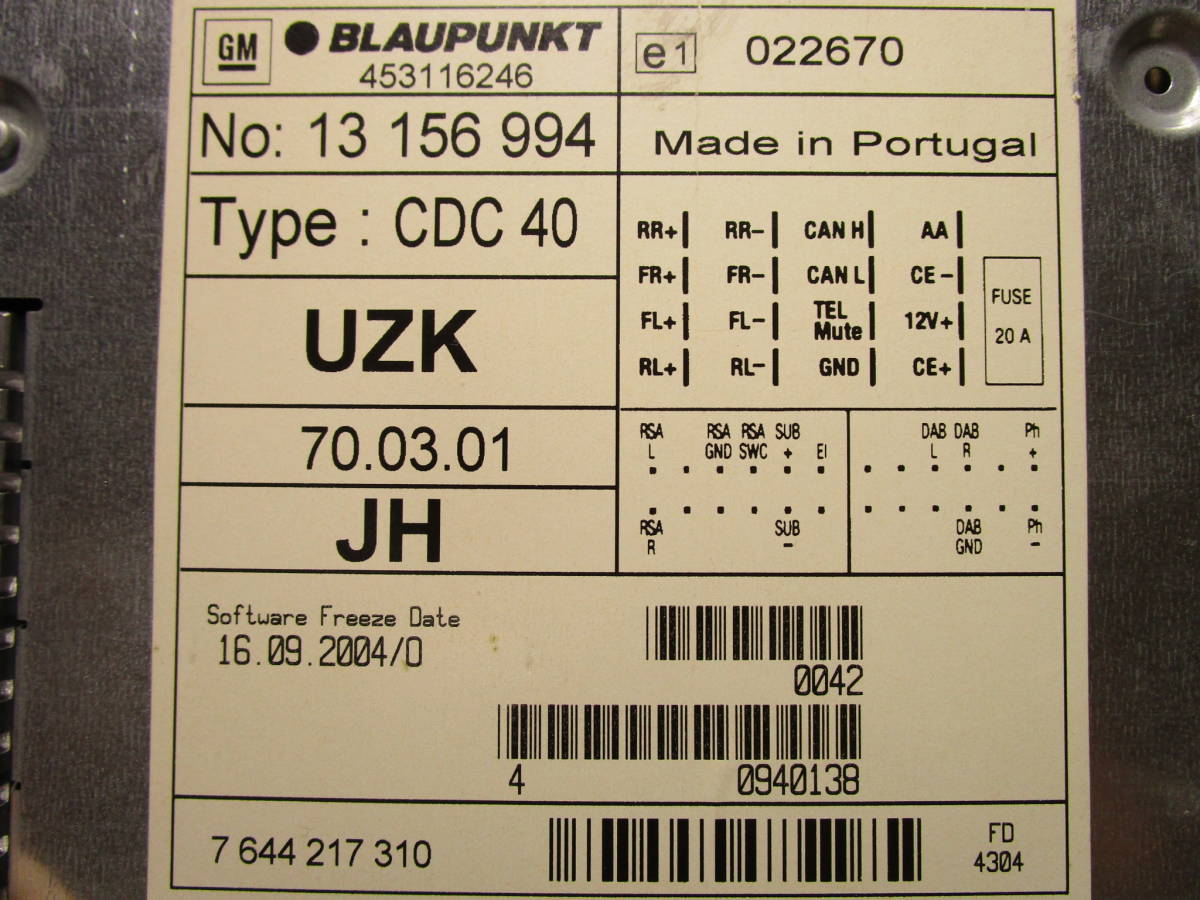 GM BLAUPUNKT
453116246
e1 022670
No: 13 156 994
Made in Portugal
Type : CDC 40
UZK
70.03.01
JH
RR+ RR- CAN H AA
FR+ FR- CAN L CE-
FL+ FL- TEL Mute 12V+
RL+ RL- GND CE+
FUSE
20 A
RSA RSA RSA SUB
L GND SWC + EI
RSA SUB
R -
DAB DAB Ph
L R +
DAB Ph
GND -
Software Freeze Date
16.09.2004/0
0042
4 0940138
7 644 217 310
FD
4304